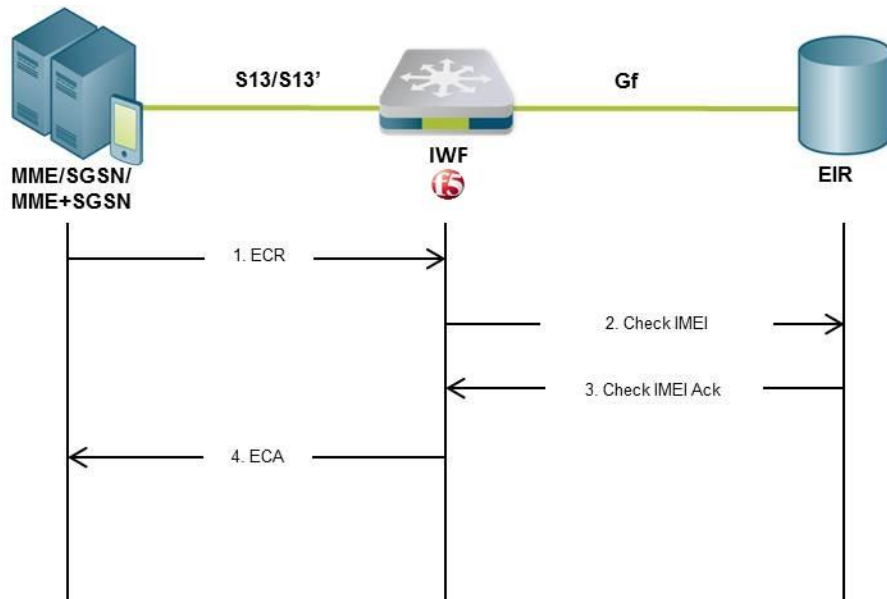 S13/S13’
Gf
MME/SGSN/
MME+SGSN
IWF
f5
EIR
1. ECR
2. Check IMEI
3. Check IMEI Ack
4. ECA